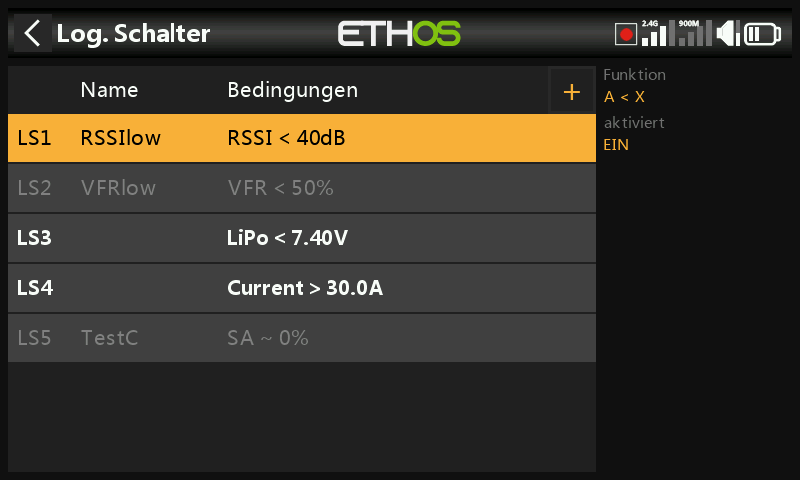 Log. Schalter
ETHOS
2.4G
900M
Name Bedingungen +
LS1 RSSIlow RSSI < 40dB
LS2 VFRlow VFR < 50%
LS3 LiPo < 7.40V
LS4 Current > 30.0A
LS5 TestC SA ~ 0%
Funktion
A < X
aktiviert
EIN